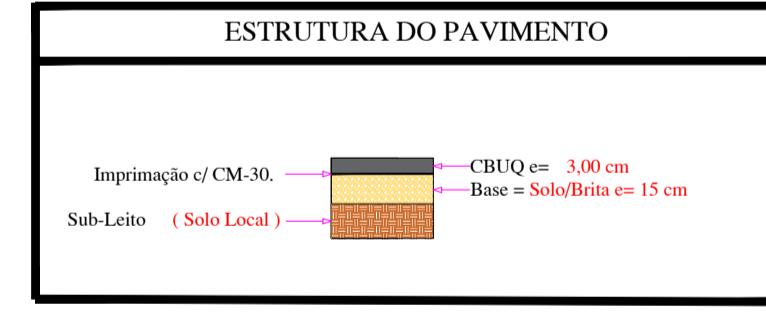 ESTRUTURA DO PAVIMENTO
Imprimação c/ CM-30.
CBUQ e= 3,00 cm
Base = Solo/Brita e= 15 cm
Sub-Leito ( Solo Local )